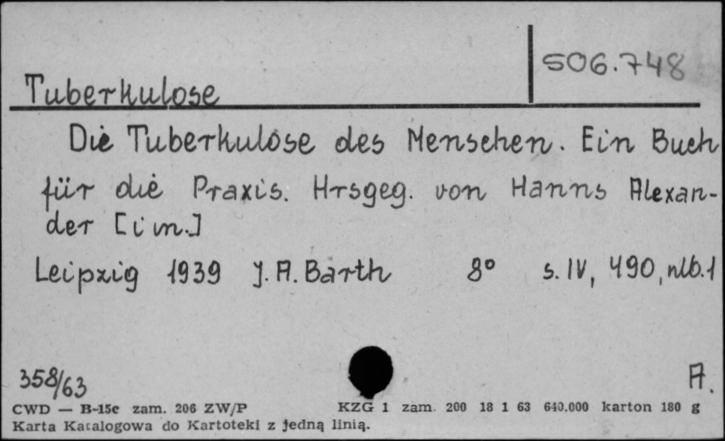 506.748
Tuberkulose
Die Tuberkulose des Menschen. Ein Buch
für die Praxis. Hrsgeg. von Hanns Alexan-
der [i in.]
Leipzig 1939 J. A. Barth 8° s. IV, 490, nlb. 1
358/63
A.
CWD — B-15c zam. 206 ZW/P KZG 1 zam. 200 18 1 63 640.000 karton 180 g
Karta Katalogowa do Kartoteki z jedną linią.